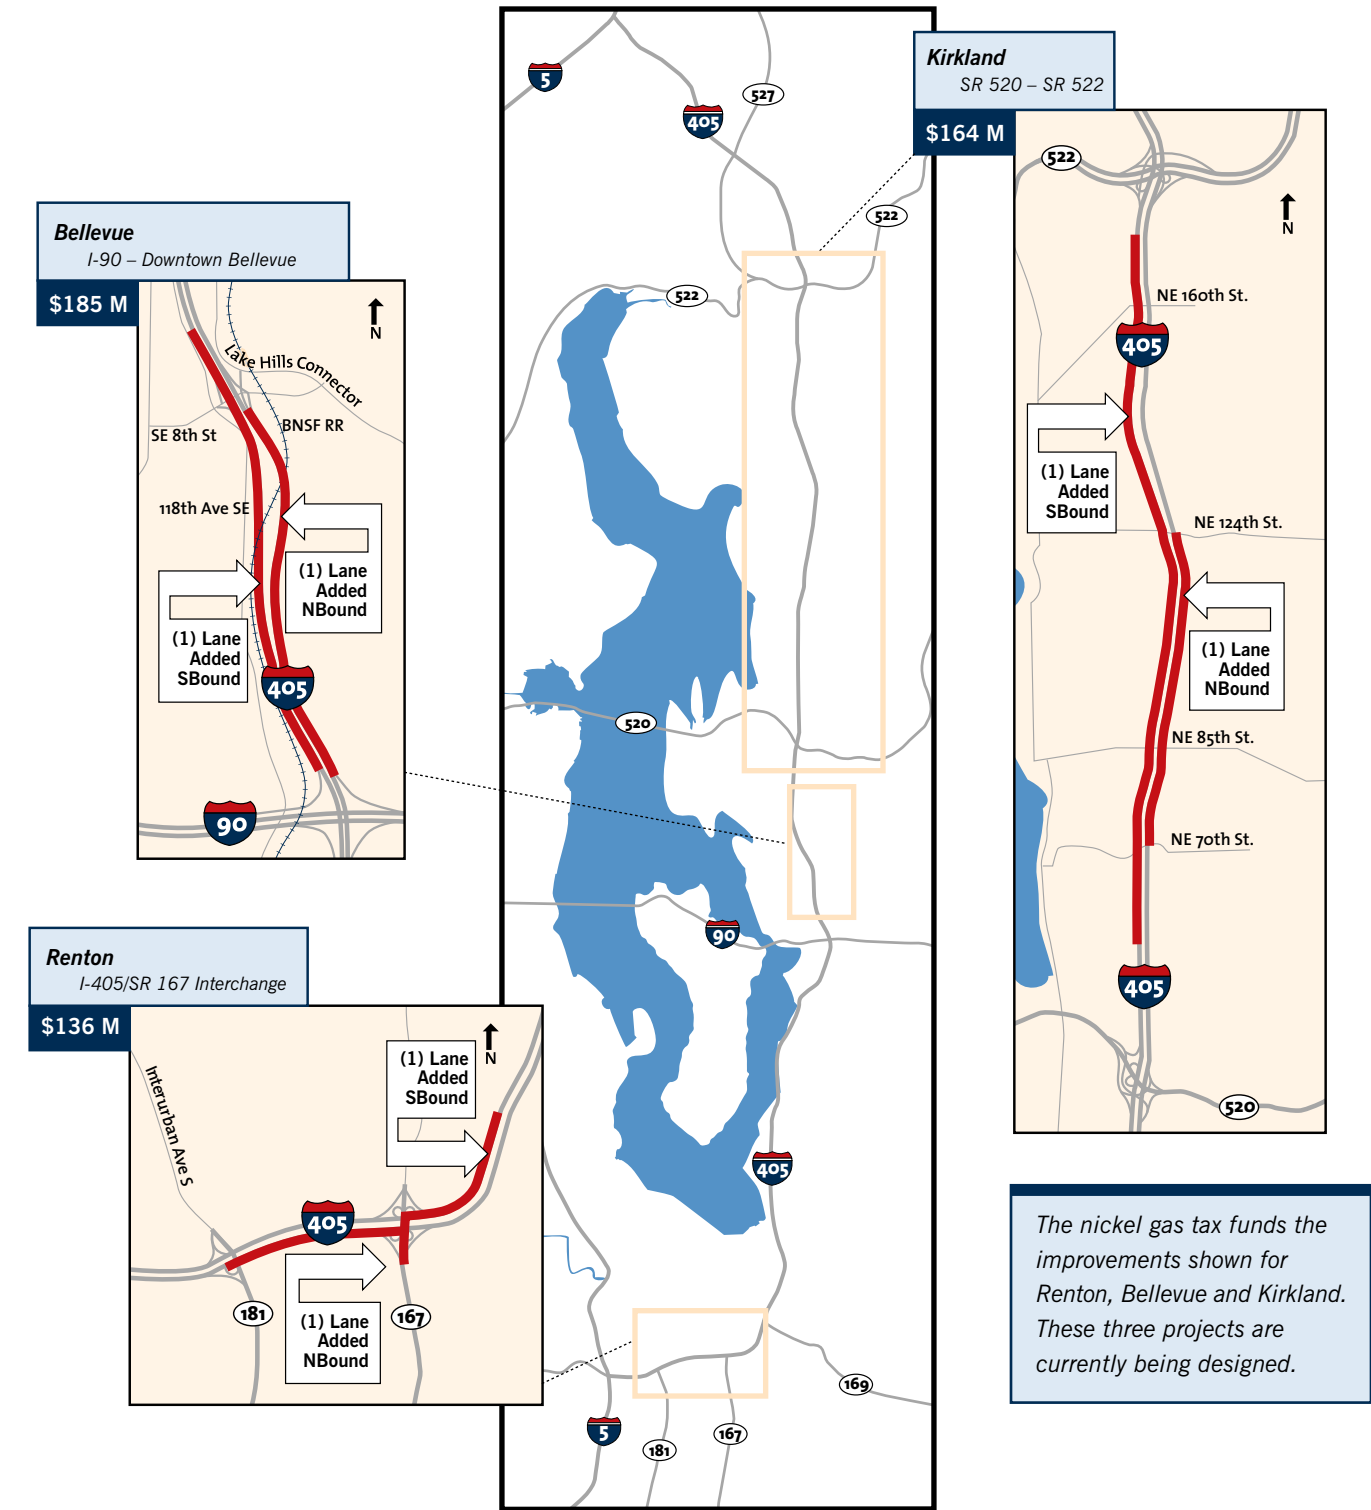 Kirkland
SR 520 – SR 522
$164 M
522
N
NE 160th St.
405
(1) Lane
Added
SBound
NE 124th St.
(1) Lane
Added
NBound
NE 85th St.
NE 70th St.
405
520
Bellevue
I-90 – Downtown Bellevue
$185 M
N
Lake Hills Connector
BNSF RR
SE 8th St
118th Ave SE
(1) Lane
Added
NBound
(1) Lane
Added
SBound
405
90
Renton
I-405/SR 167 Interchange
$136 M
N
Interurban Ave S
(1) Lane
Added
SBound
405
181
(1) Lane
Added
NBound
167
5
527
405
522
522
520
90
405
169
5
181
167
The nickel gas tax funds the
improvements shown for
Renton, Bellevue and Kirkland.
These three projects are
currently being designed.